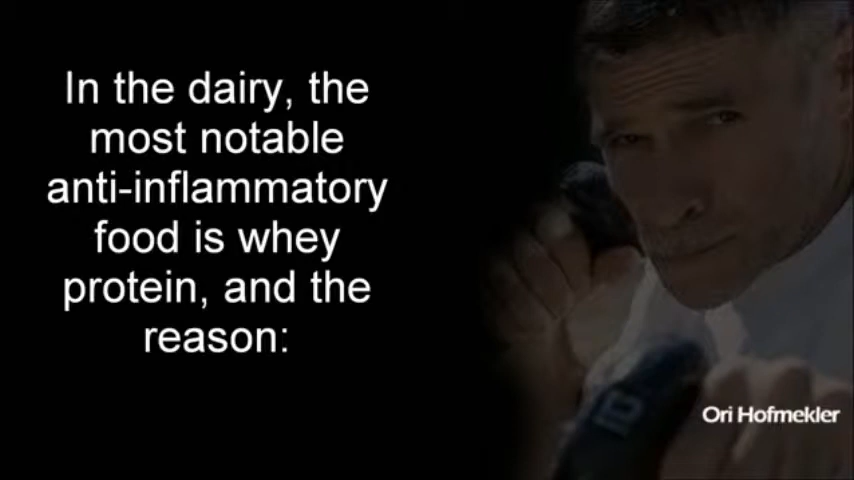 In the dairy, the
most notable
anti-inflammatory
food is whey
protein, and the
reason:
Ori Hofmekler